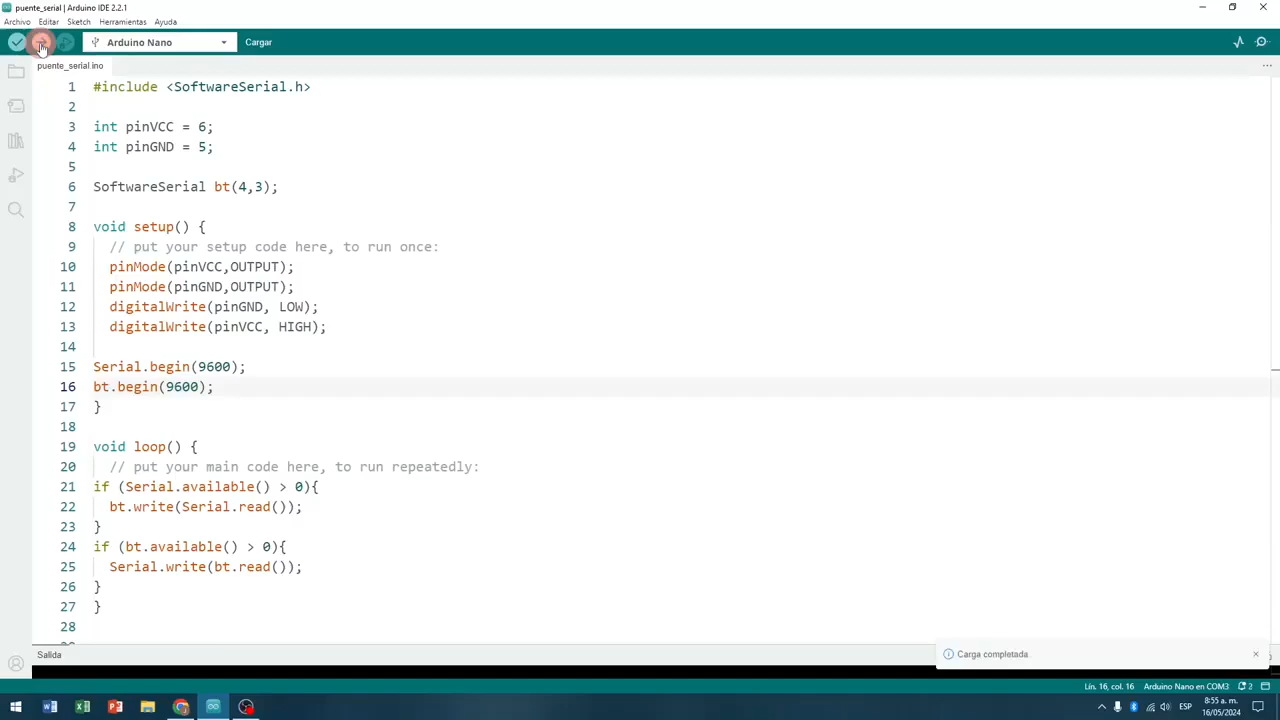 puente_serial | Arduino IDE 2.2.1
Archivo Editar Sketch Herramientas Ayuda
Arduino Nano Cargar
puente_serial.ino
1 #include <SoftwareSerial.h>
2
3 int pinVCC = 6;
4 int pinGND = 5;
5
6 SoftwareSerial bt(4,3);
7
8 void setup() {
9 // put your setup code here, to run once:
10 pinMode(pinVCC,OUTPUT);
11 pinMode(pinGND,OUTPUT);
12 digitalWrite(pinGND, LOW);
13 digitalWrite(pinVCC, HIGH);
14
15 Serial.begin(9600);
16 bt.begin(9600);
17 }
18
19 void loop() {
20 // put your main code here, to run repeatedly:
21 if (Serial.available() > 0){
22 bt.write(Serial.read());
23 }
24 if (bt.available() > 0){
25 Serial.write(bt.read());
26 }
27 }
28
Salida
Carga completada.
Lín. 16, col. 16 Arduino Nano en COM3 2
ESP
8:55 a. m.
16/05/2024